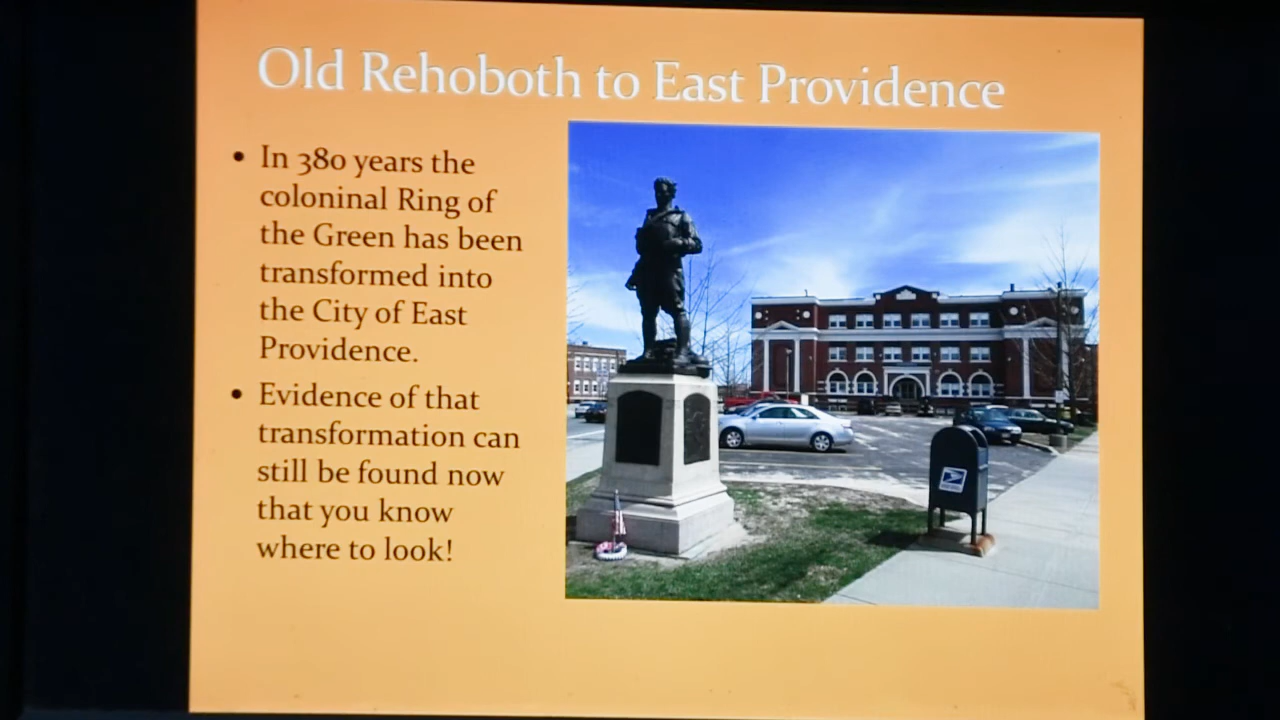 Old Rehoboth to East Providence
• In 380 years the
coloninal Ring of
the Green has been
transformed into
the City of East
Providence.
• Evidence of that
transformation can
still be found now
that you know
where to look!